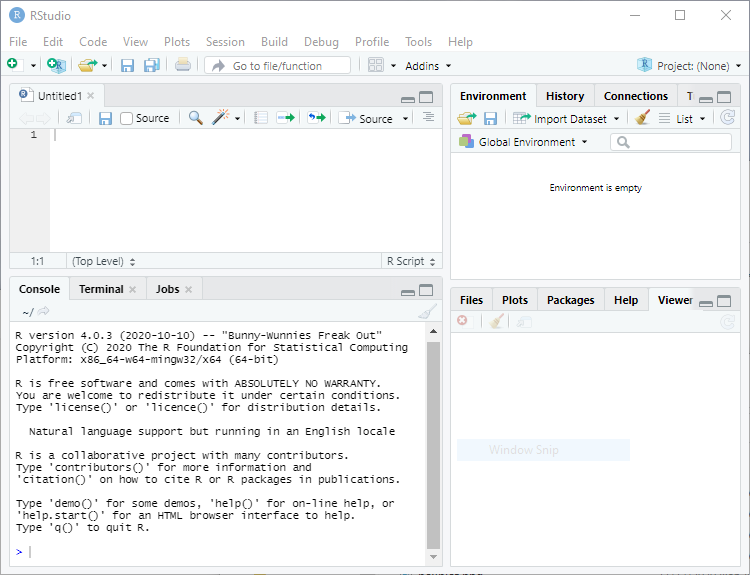 RStudio
File Edit Code View Plots Session Build Debug Profile Tools Help
Go to file/function Addins Project: (None)
Untitled1
Source Source
1
1:1 (Top Level) R Script
Console Terminal Jobs
~/
R version 4.0.3 (2020-10-10) -- "Bunny-Wunnies Freak Out"
Copyright (C) 2020 The R Foundation for Statistical Computing
Platform: x86_64-w64-mingw32/x64 (64-bit)
R is free software and comes with ABSOLUTELY NO WARRANTY.
You are welcome to redistribute it under certain conditions.
Type 'license()' or 'licence()' for distribution details.
Natural language support but running in an English locale
R is a collaborative project with many contributors.
Type 'contributors()' for more information and
'citation()' on how to cite R or R packages in publications.
Type 'demo()' for some demos, 'help()' for on-line help, or
'help.start()' for an HTML browser interface to help.
Type 'q()' to quit R.
>
Environment History Connections
Import Dataset List
Global Environment
Environment is empty
Files Plots Packages Help Viewer
Window Snip